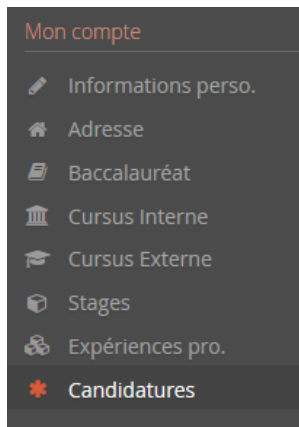 Mon compte
Informations perso.
Adresse
Baccalauréat
Cursus Interne
Cursus Externe
Stages
Expériences pro.
Candidatures